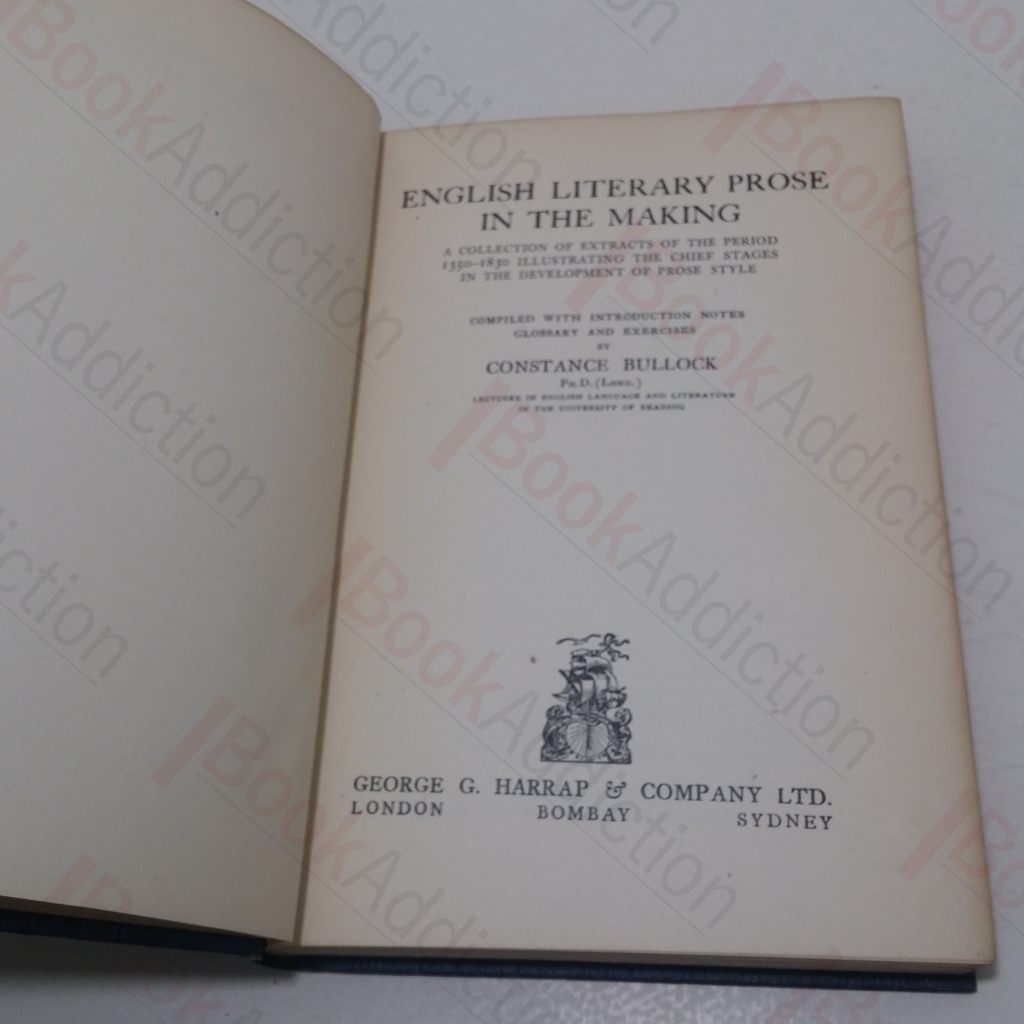 ENGLISH LITERARY PROSE
IN THE MAKING
A COLLECTION OF EXTRACTS OF THE PERIOD
1350–1830 ILLUSTRATING THE CHIEF STAGES
IN THE DEVELOPMENT OF PROSE STYLE
COMPILED WITH INTRODUCTION NOTES
GLOSSARY AND EXERCISES
BY
CONSTANCE BULLOCK
Ph.D. (Lond.)
LECTURER IN ENGLISH LANGUAGE AND LITERATURE
IN THE UNIVERSITY OF READING
GEORGE G. HARRAP & COMPANY LTD.
LONDON BOMBAY SYDNEY
BookAddiction